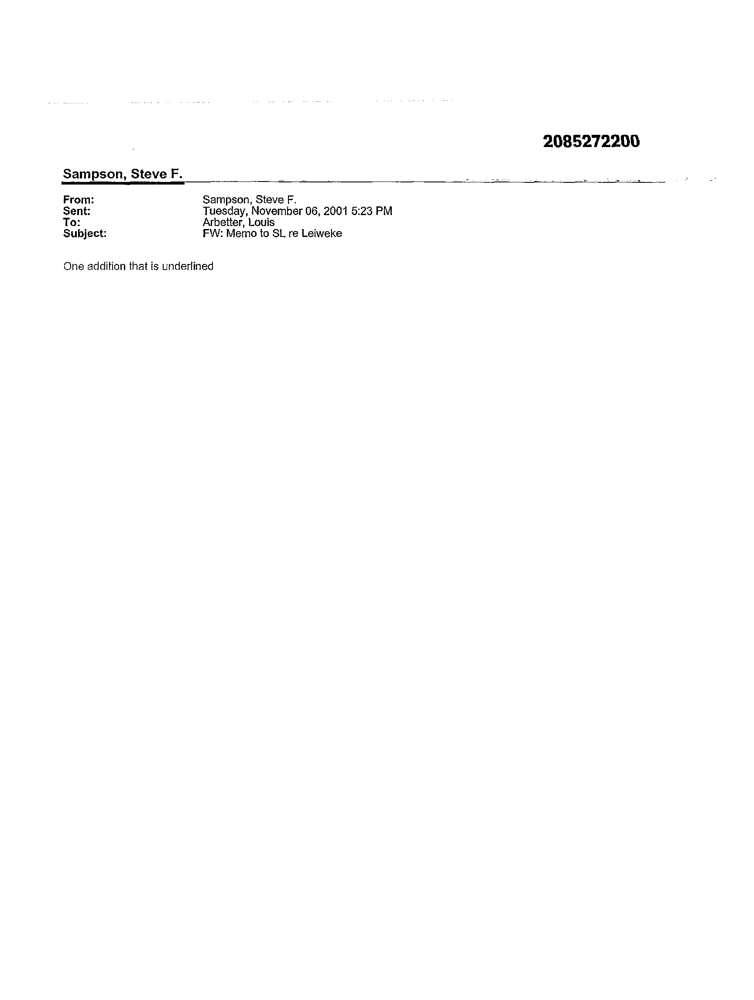 2085272200
Sampson, Steve F.
From: Sampson, Steve F.
Sent: Tuesday, November 06, 2001 5:23 PM
To: Arbetter, Louis
Subject: FW: Memo to SL re Leiweke
One addition that is underlined